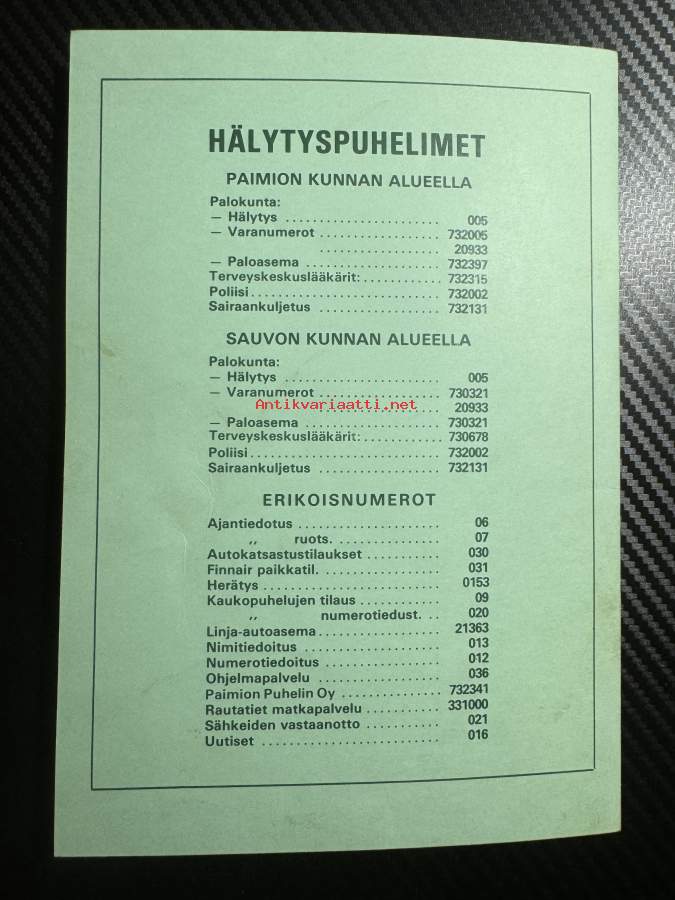 HÄLYTYSPUHELIMET
PAIMION KUNNAN ALUEELLA
Palokunta:
— Hälytys ........................ 005
— Varanumerot ................... 732005
................... 20933
— Paloasema ..................... 732397
Terveyskeskuslääkärit: ............ 732315
Poliisi .............................. 732002
Sairaankuljetus ................... 732131
SAUVON KUNNAN ALUEELLA
Palokunta:
— Hälytys ........................ 005
— Varanumerot ................... 730321
Antikvariaatti.net
................... 20933
— Paloasema ..................... 730321
Terveyskeskuslääkärit: ............ 730678
Poliisi .............................. 732002
Sairaankuljetus ................... 732131
ERIKOISNUMEROT
Ajantiedotus ...................... 06
,, ruots. ................. 07
Autokatsastustilaukset ........... 030
Finnair paikkatil. ................... 031
Herätys ............................ 0153
Kaukopuhelujen tilaus ............ 09
,, numerotiedust. ... 020
Linja-autoasema ................... 21363
Nimitiedoitus ...................... 013
Numerotiedoitus .................. 012
Ohjelmapalvelu ................... 036
Paimion Puhelin Oy ............... 732341
Rautatiet matkapalvelu ........... 331000
Sähkeiden vastaanotto ........... 021
Uutiset ............................ 016